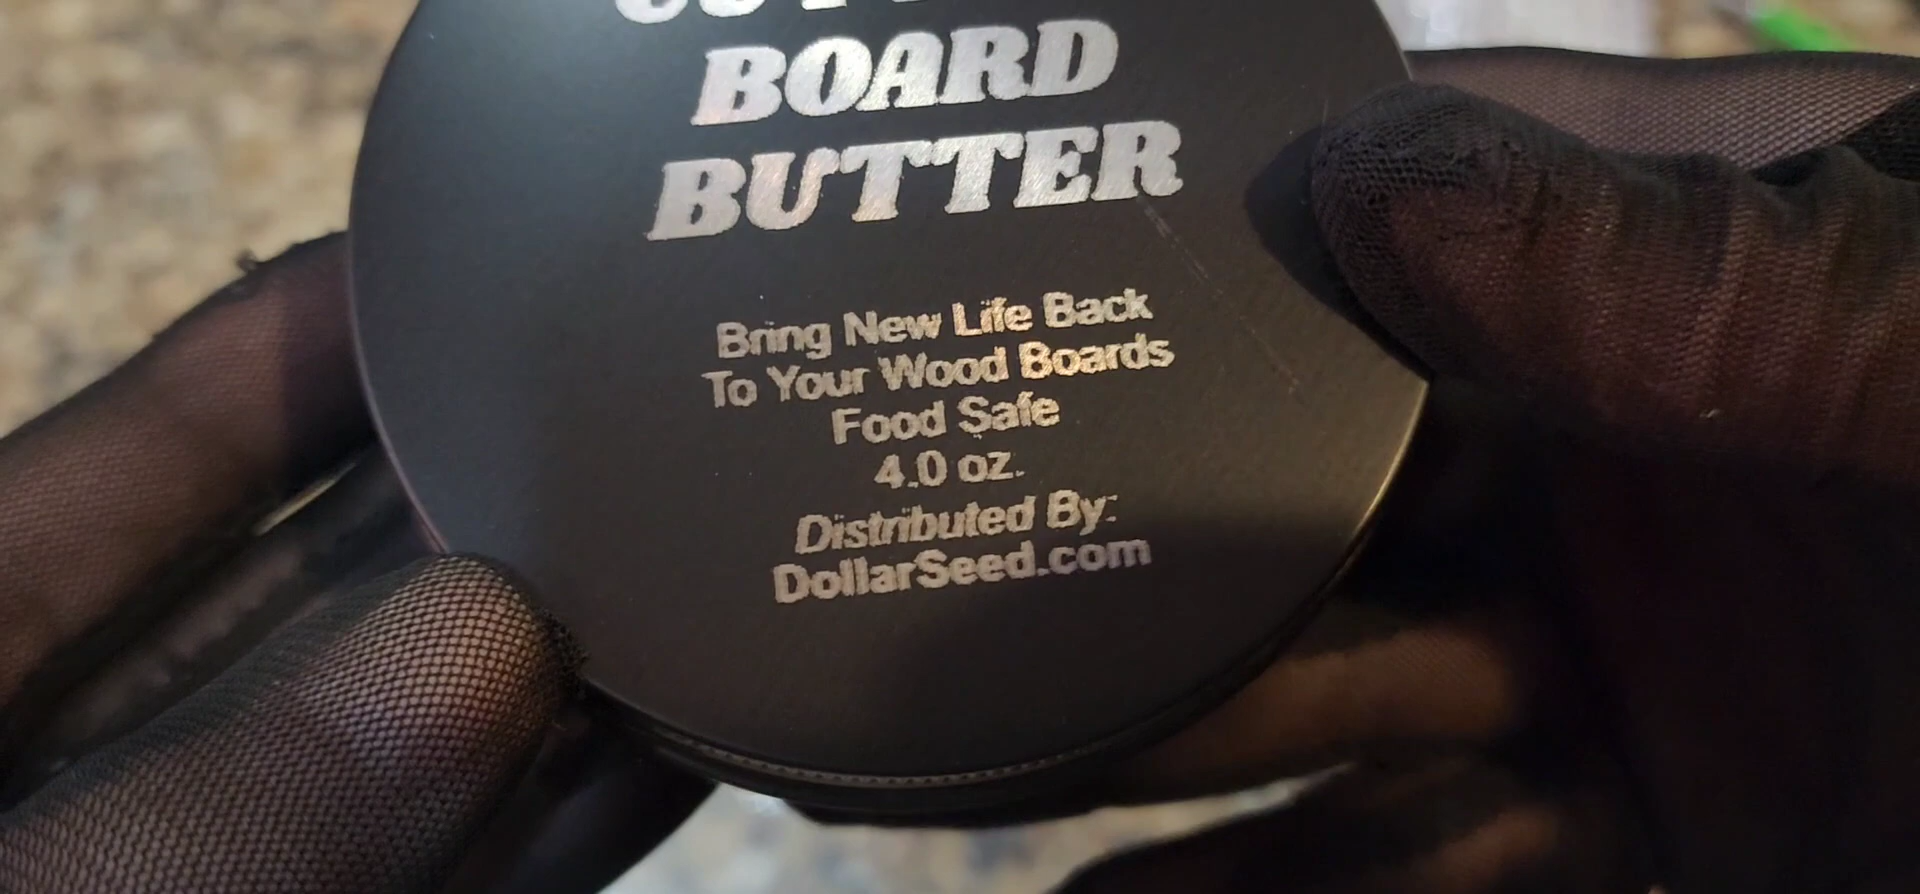 BOARD
BUTTER
Bring New Life Back
To Your Wood Boards
Food Safe
4.0 oz.
Distributed By:
DollarSeed.com